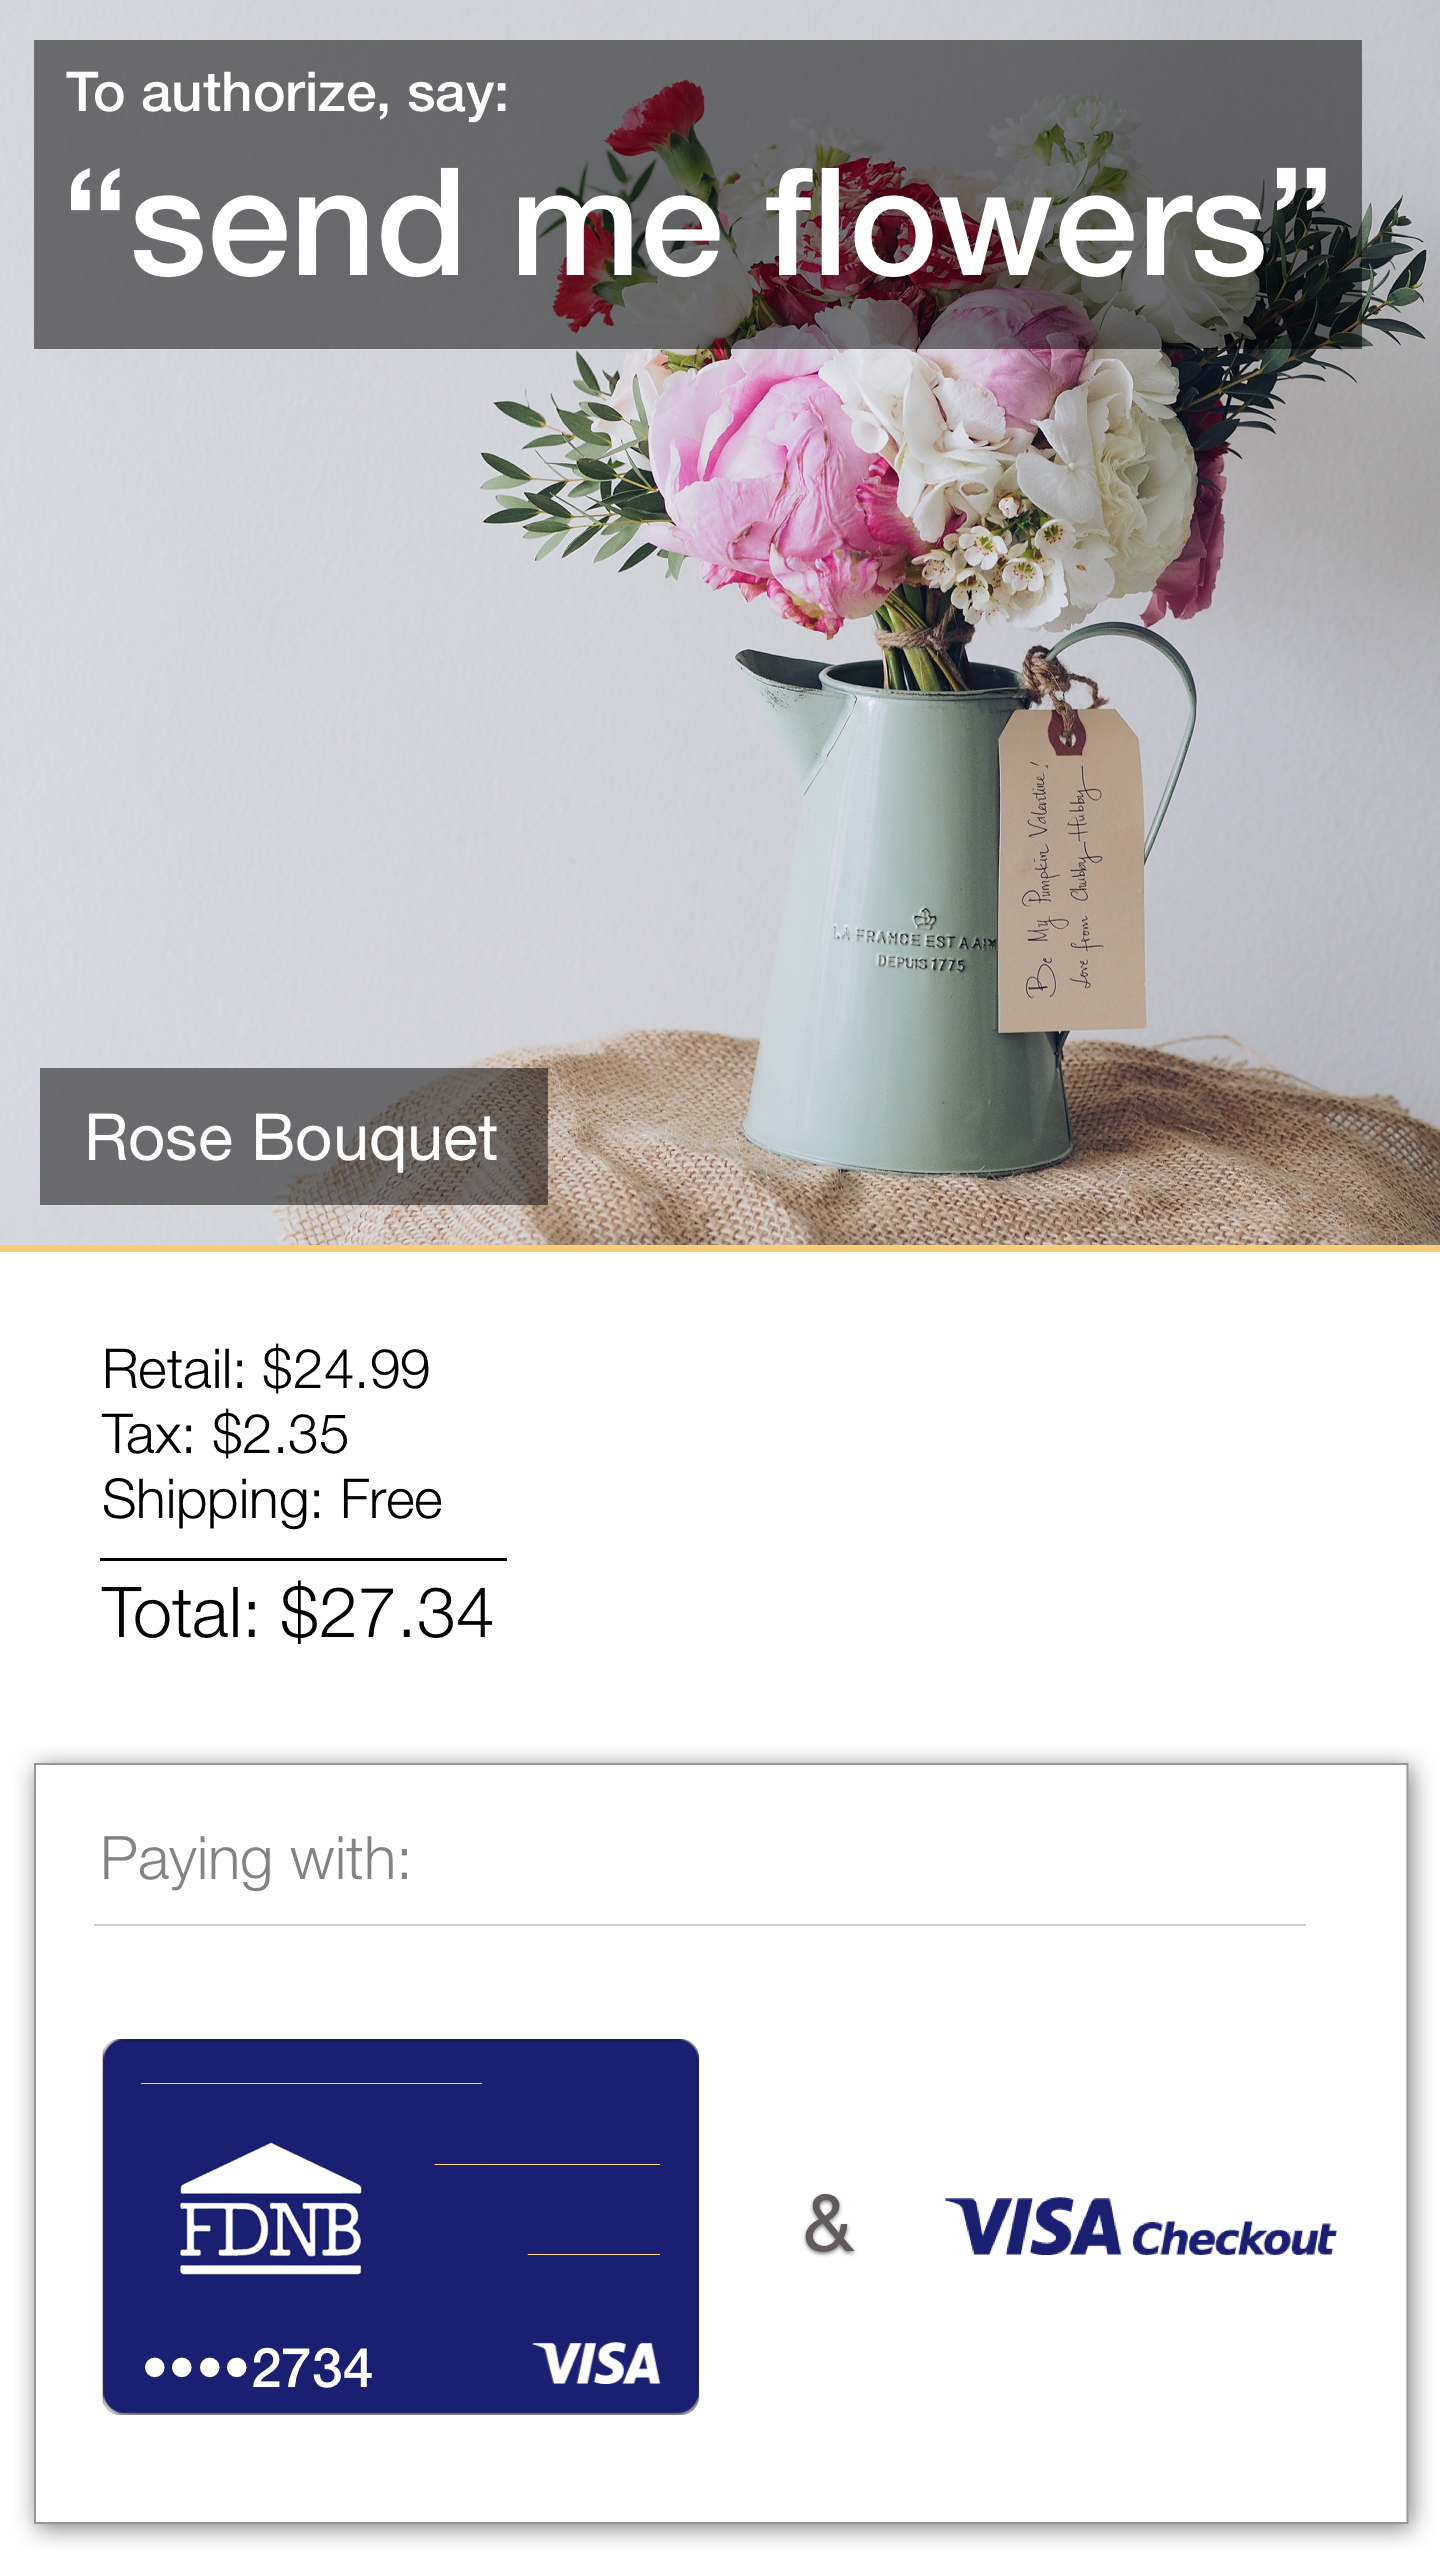 To authorize, say:
“send me flowers”
LA FRANCE EST A AIM
DEPUIS 1775
Be My Pumpkin Valentine!
Love from Chubby Hubby
Rose Bouquet
Retail: $24.99
Tax: $2.35
Shipping: Free
Total: $27.34
Paying with:
FDNB
••••2734
VISA
&
VISA Checkout